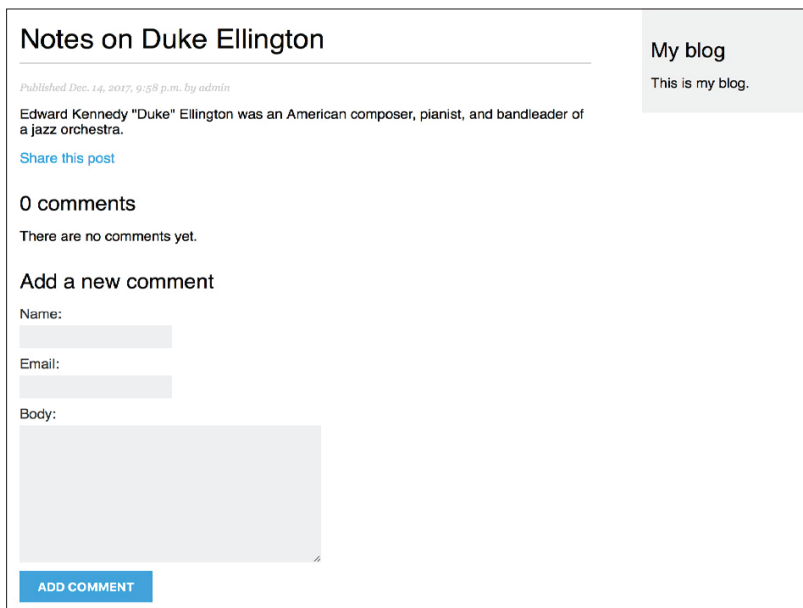 Notes on Duke Ellington
Published Dec. 14, 2017, 9:58 p.m. by admin
Edward Kennedy "Duke" Ellington was an American composer, pianist, and bandleader of
a jazz orchestra.
Share this post
0 comments
There are no comments yet.
Add a new comment
Name:
Email:
Body:
ADD COMMENT
My blog
This is my blog.